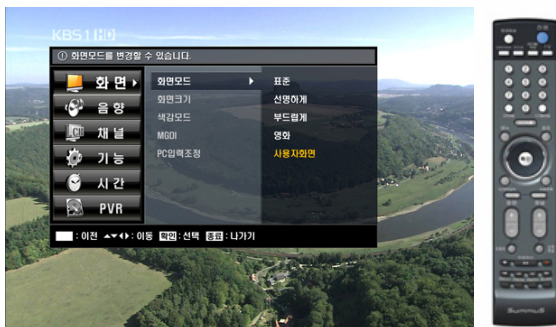 KBS1 HD
① 화면모드를 변경할 수 있습니다.
화면
음향
채널
기능
시간
PVR
화면모드
화면크기
색감모드
MGDI
PC입력조정
표준
선명하게
부드럽게
영화
사용자화면
: 이전 ▲▼◀▶ : 이동 확인 : 선택 종료 : 나가기
SummuS